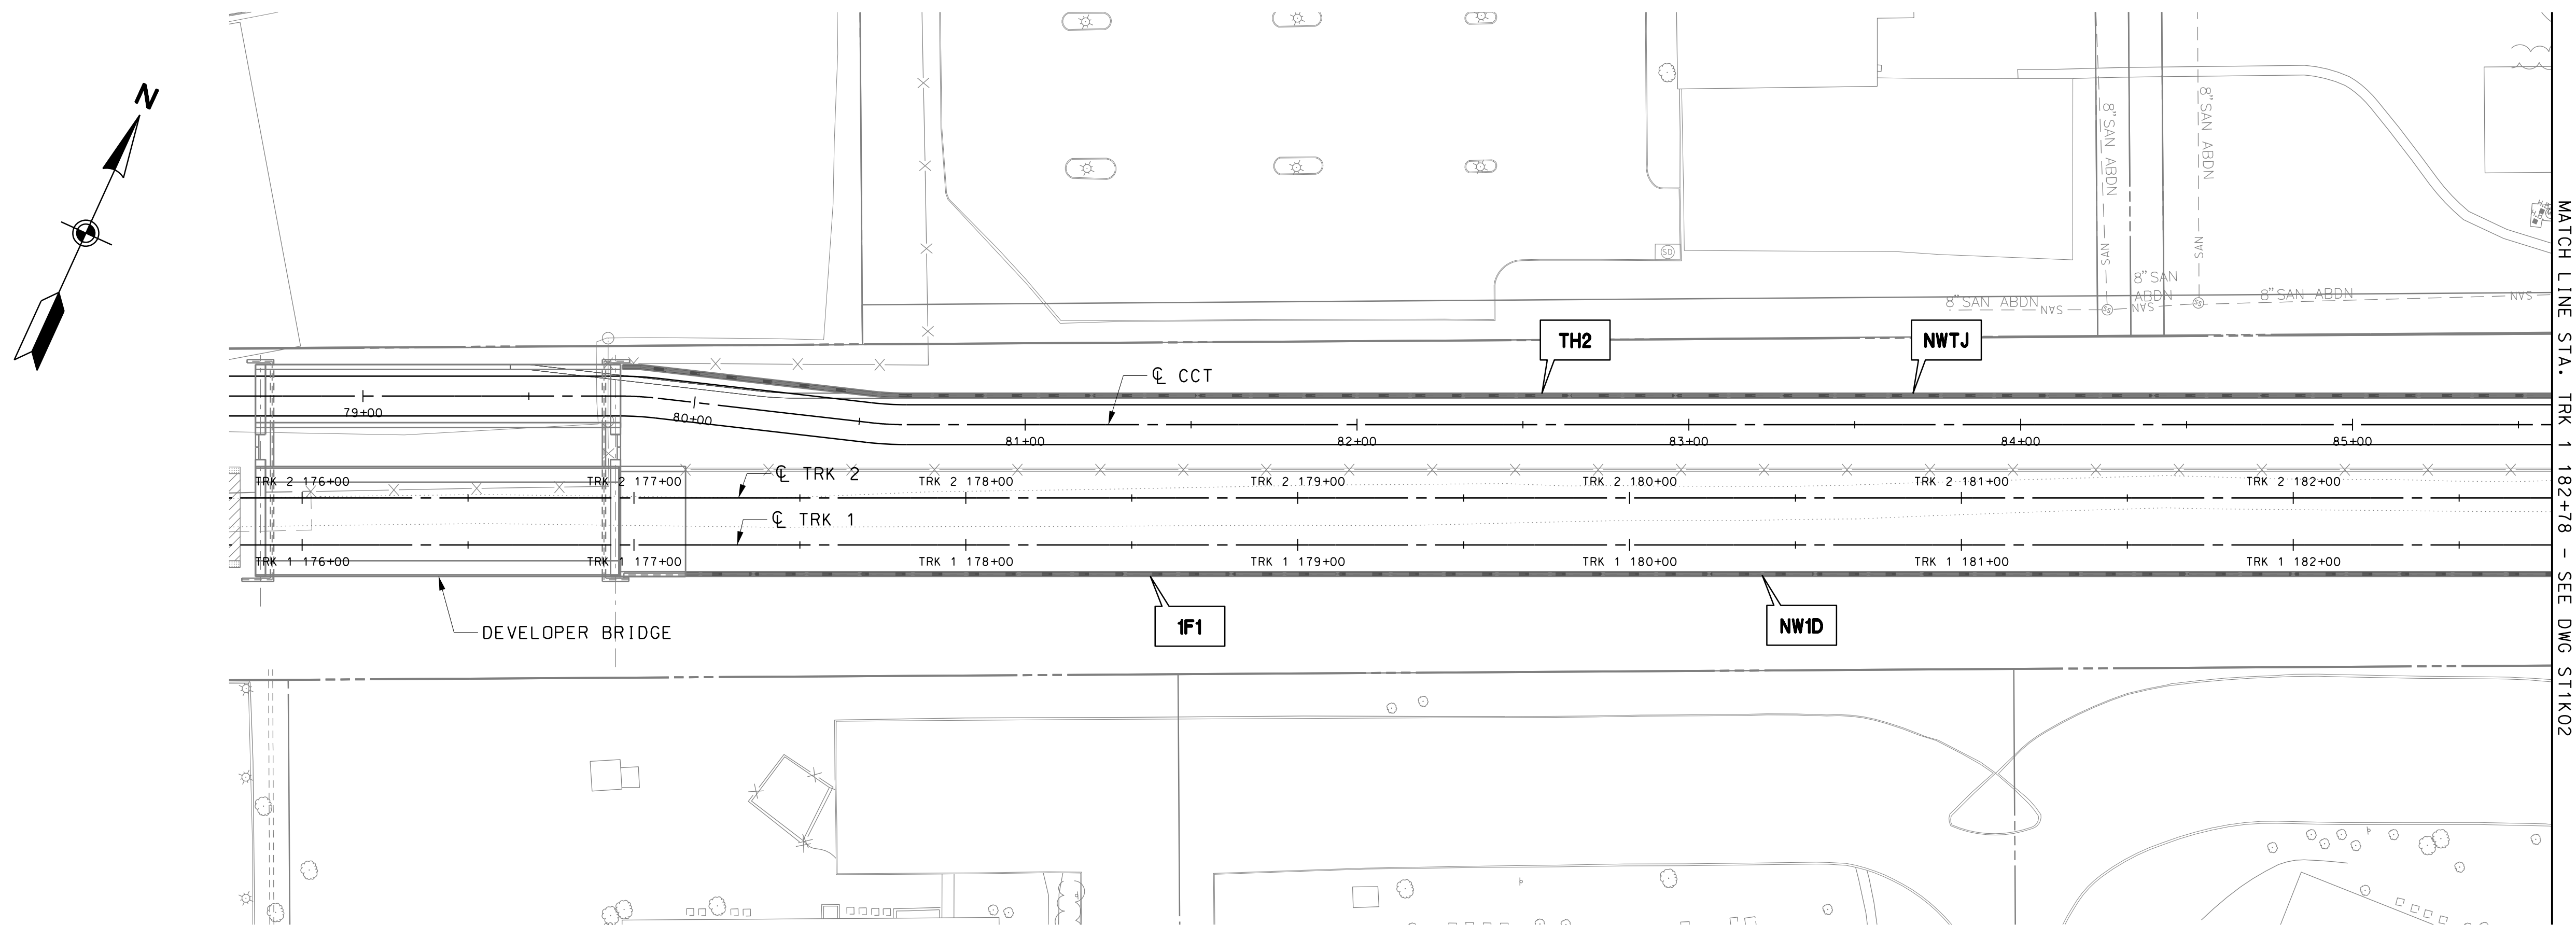 N
8" SAN ABDN
8" SAN ABDN
SAN
SAN
8" SAN ABDN
SAN
8" SAN
ABDN
SAN
8" SAN ABDN
SAN
SD
SS
SS
TH2
NWTJ
℄ CCT
79+00
80+00
81+00
82+00
83+00
84+00
85+00
℄ TRK 2
TRK 2 176+00
TRK 2 177+00
TRK 2 178+00
TRK 2 179+00
TRK 2 180+00
TRK 2 181+00
TRK 2 182+00
℄ TRK 1
TRK 1 176+00
TRK 1 177+00
TRK 1 178+00
TRK 1 179+00
TRK 1 180+00
TRK 1 181+00
TRK 1 182+00
DEVELOPER BRIDGE
1F1
NW1D
MATCH LINE STA. TRK 1 182+78 - SEE DWG ST1K02